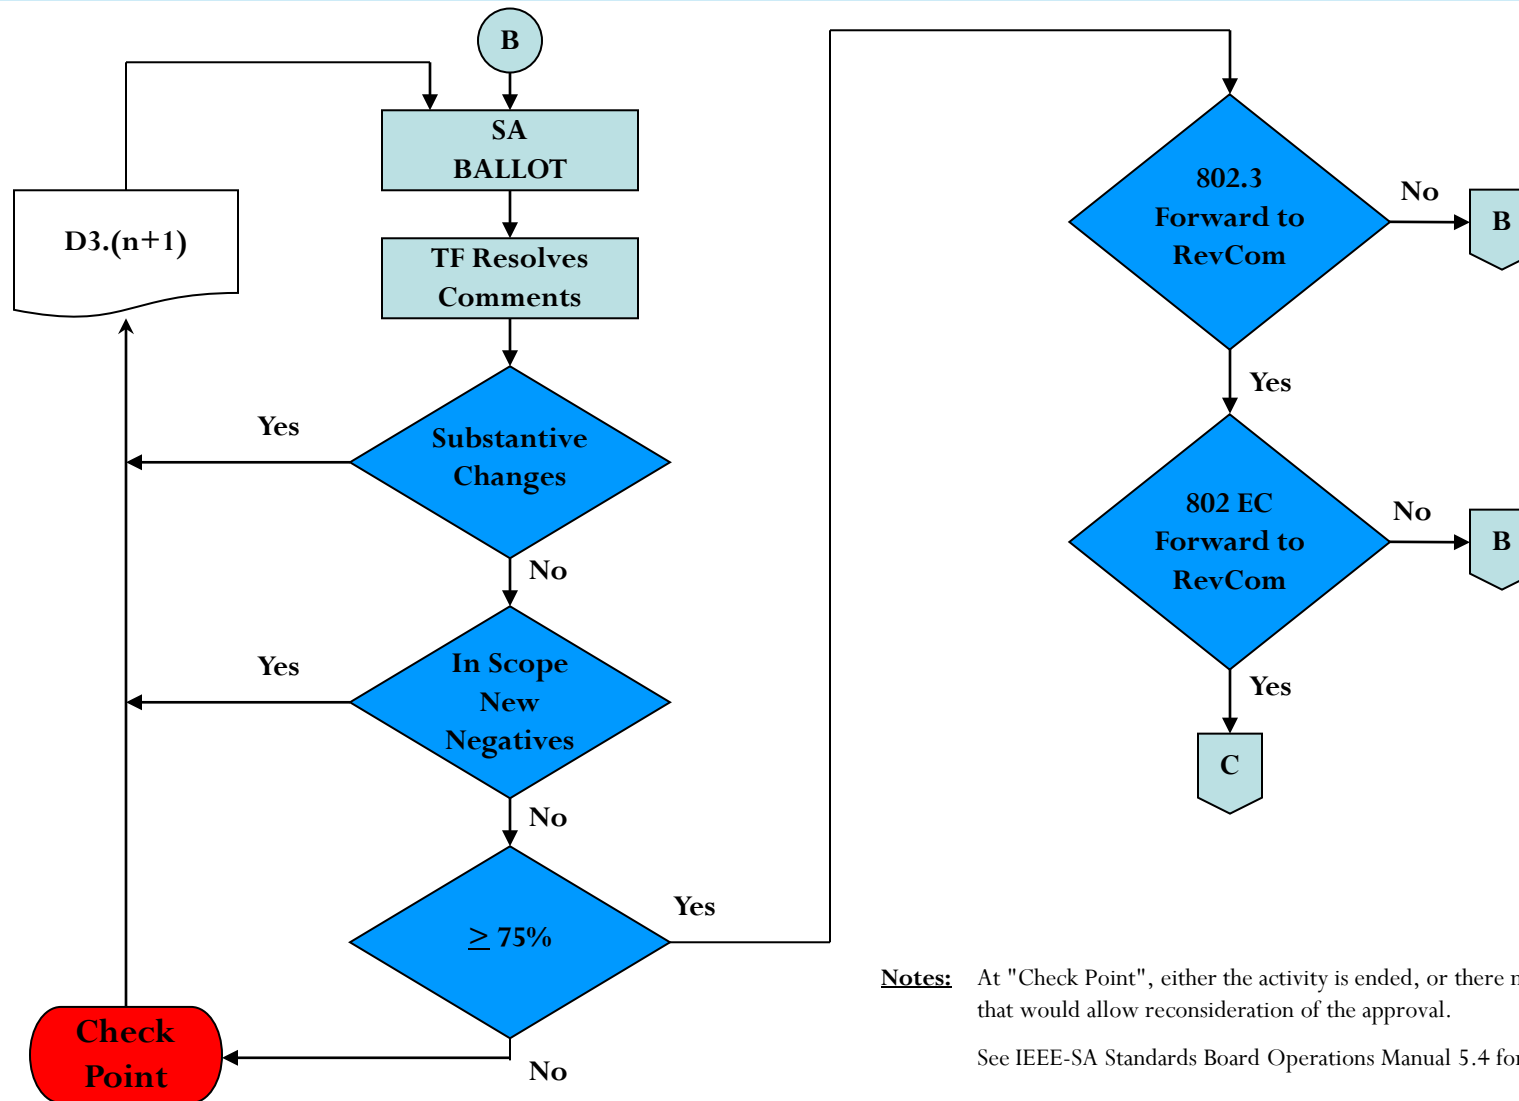 B
SA
BALLOT
D3.(n+1)
TF Resolves
Comments
Yes
Substantive
Changes
No
Yes
In Scope
New
Negatives
No
≥ 75%
Yes
No
Check
Point
802.3
Forward to
RevCom
No
B
Yes
802 EC
Forward to
RevCom
No
B
Yes
C
Notes: At "Check Point", either the activity is ended, or there
that would allow reconsideration of the approval.
See IEEE-SA Standards Board Operations Manual 5.4 for